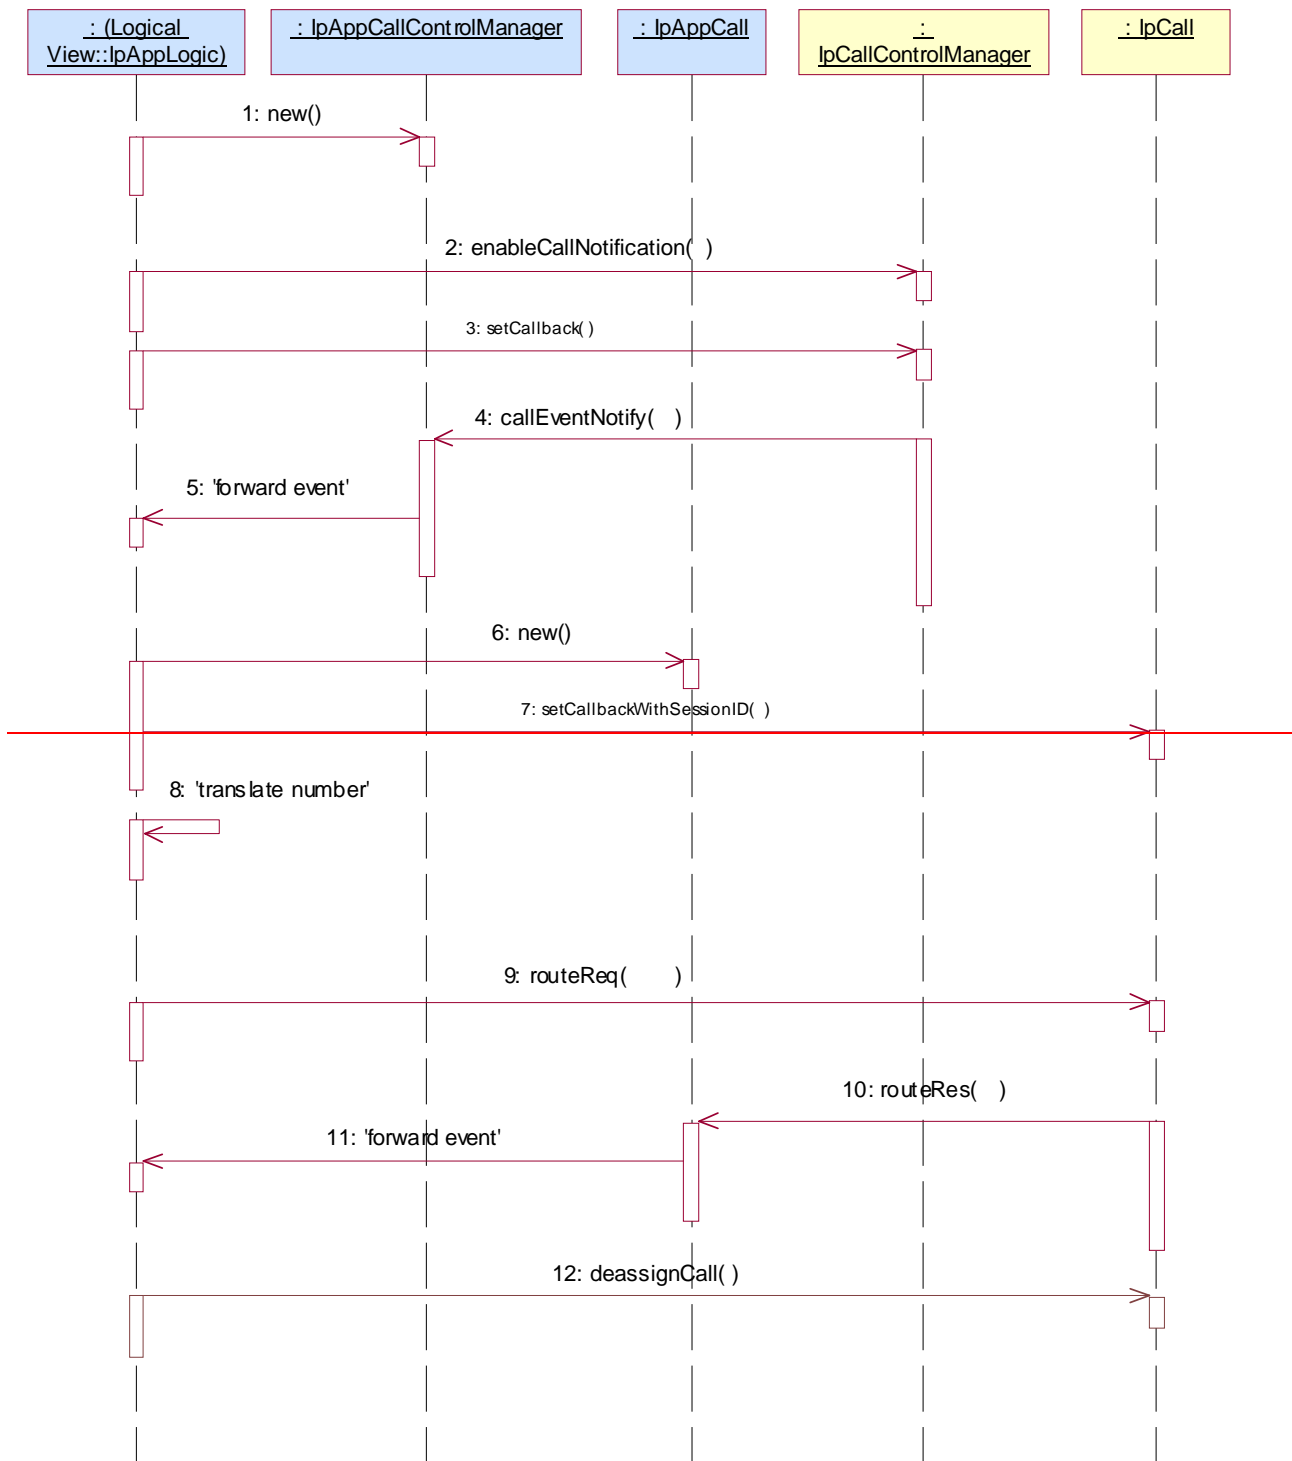 : (Logical
View::IpAppLogic)
: IpAppCallControlManager
: IpAppCall
:
IpCallControlManager
: IpCall
1: new()
2: enableCallNotification( )
3: setCallback( )
4: callEventNotify( )
5: 'forward event'
6: new()
7: setCallbackWithSessionID( )
8: 'translate number'
9: routeReq( )
10: routeRes( )
11: 'forward event'
12: deassignCall( )